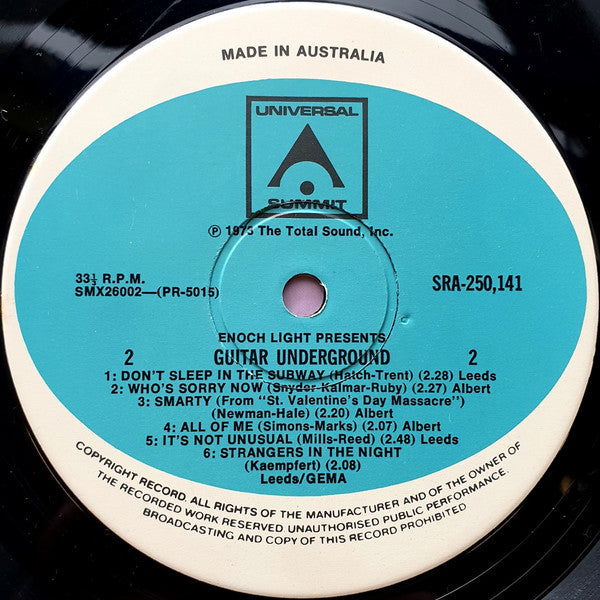 MADE IN AUSTRALIA
UNIVERSAL
SUMMIT
℗ 1973 The Total Sound, Inc.
33⅓ R.P.M.
SMX26002—(PR-5015)
SRA-250,141
ENOCH LIGHT PRESENTS
2 GUITAR UNDERGROUND 2
1: DON'T SLEEP IN THE SUBWAY (Hatch-Trent) (2.28) Leeds
2: WHO'S SORRY NOW (Snyder-Kalmar-Ruby) (2.27) Albert
3: SMARTY (From "St. Valentine's Day Massacre")
(Newman-Hale) (2.20) Albert
4: ALL OF ME (Simons-Marks) (2.07) Albert
5: IT'S NOT UNUSUAL (Mills-Reed) (2.48) Leeds
6: STRANGERS IN THE NIGHT
(Kaempfert) (2.08)
Leeds/GEMA
COPYRIGHT RECORD. ALL RIGHTS OF THE MANUFACTURER AND OF THE OWNER OF
THE RECORDED WORK RESERVED UNAUTHORISED PUBLIC PERFORMANCE.
BROADCASTING AND COPY OF THIS RECORD PROHIBITED